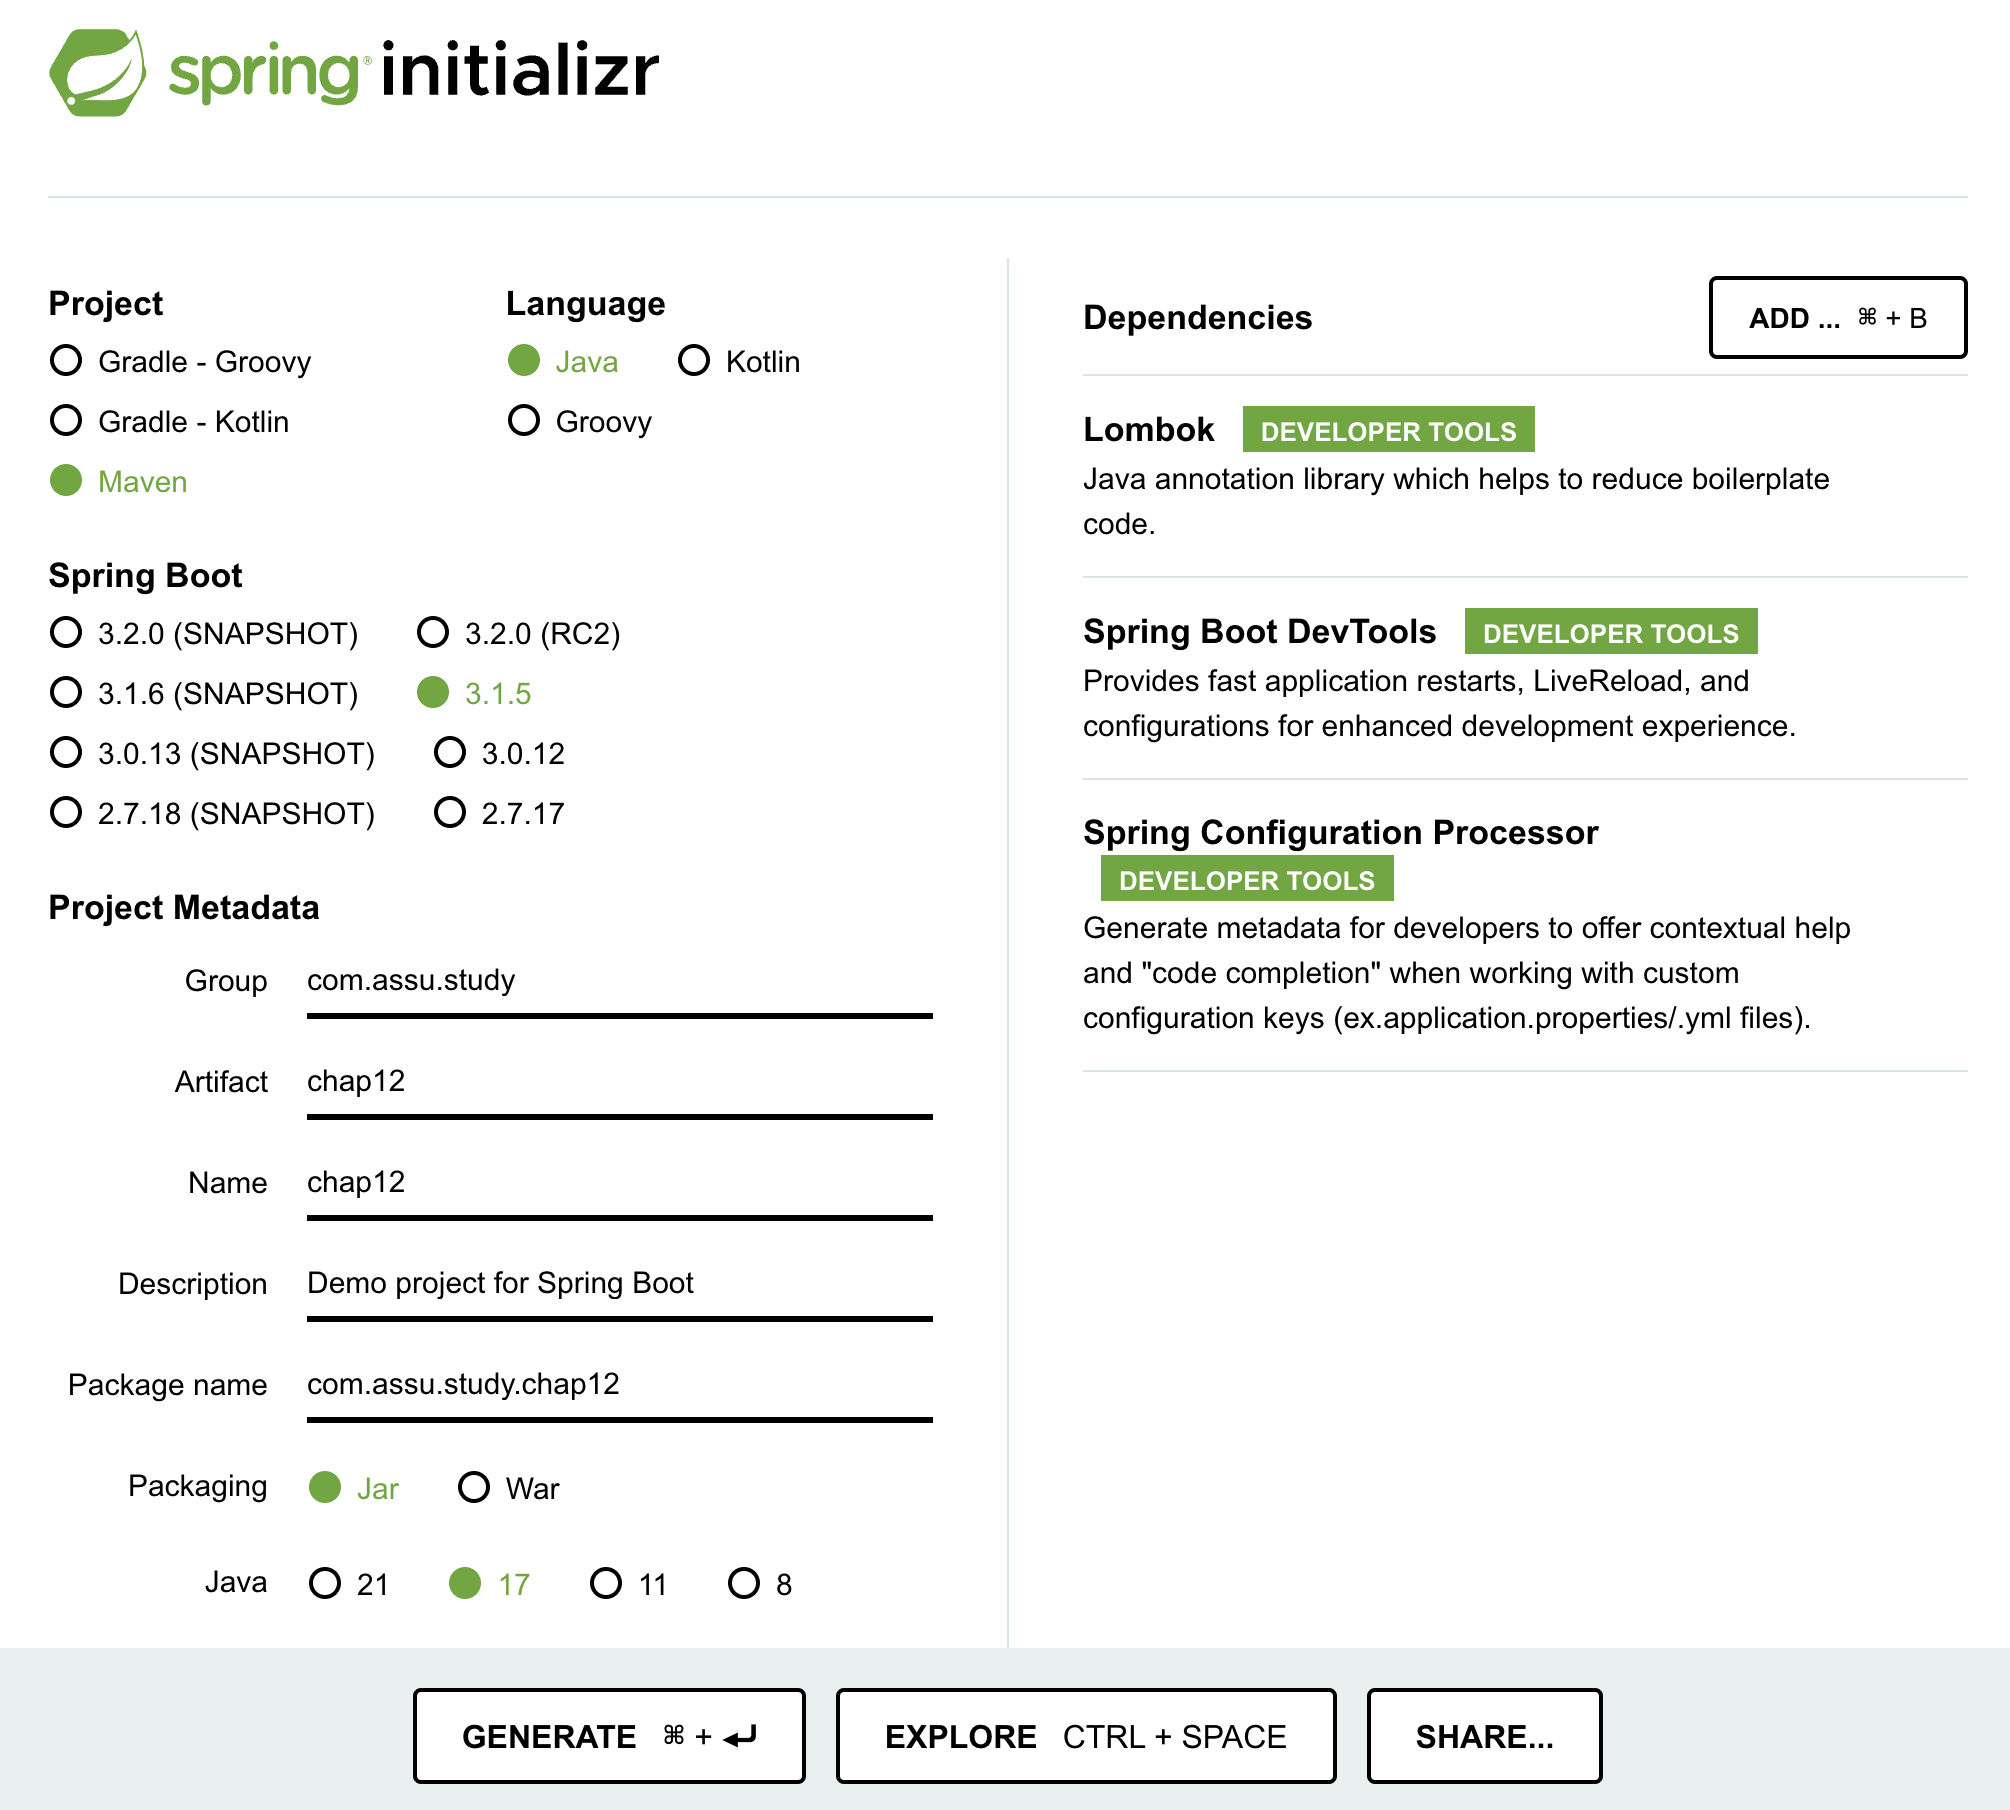 spring® initializr
Project
Gradle - Groovy
Gradle - Kotlin
Maven
Language
Java Kotlin
Groovy
Spring Boot
3.2.0 (SNAPSHOT) 3.2.0 (RC2)
3.1.6 (SNAPSHOT) 3.1.5
3.0.13 (SNAPSHOT) 3.0.12
2.7.18 (SNAPSHOT) 2.7.17
Project Metadata
Group com.assu.study
Artifact chap12
Name chap12
Description Demo project for Spring Boot
Package name com.assu.study.chap12
Packaging Jar War
Java 21 17 11 8
Dependencies ADD ... ⌘ + B
Lombok DEVELOPER TOOLS
Java annotation library which helps to reduce boilerplate
code.
Spring Boot DevTools DEVELOPER TOOLS
Provides fast application restarts, LiveReload, and
configurations for enhanced development experience.
Spring Configuration Processor
DEVELOPER TOOLS
Generate metadata for developers to offer contextual help
and "code completion" when working with custom
configuration keys (ex.application.properties/.yml files).
GENERATE ⌘ + ⏎ EXPLORE CTRL + SPACE SHARE...